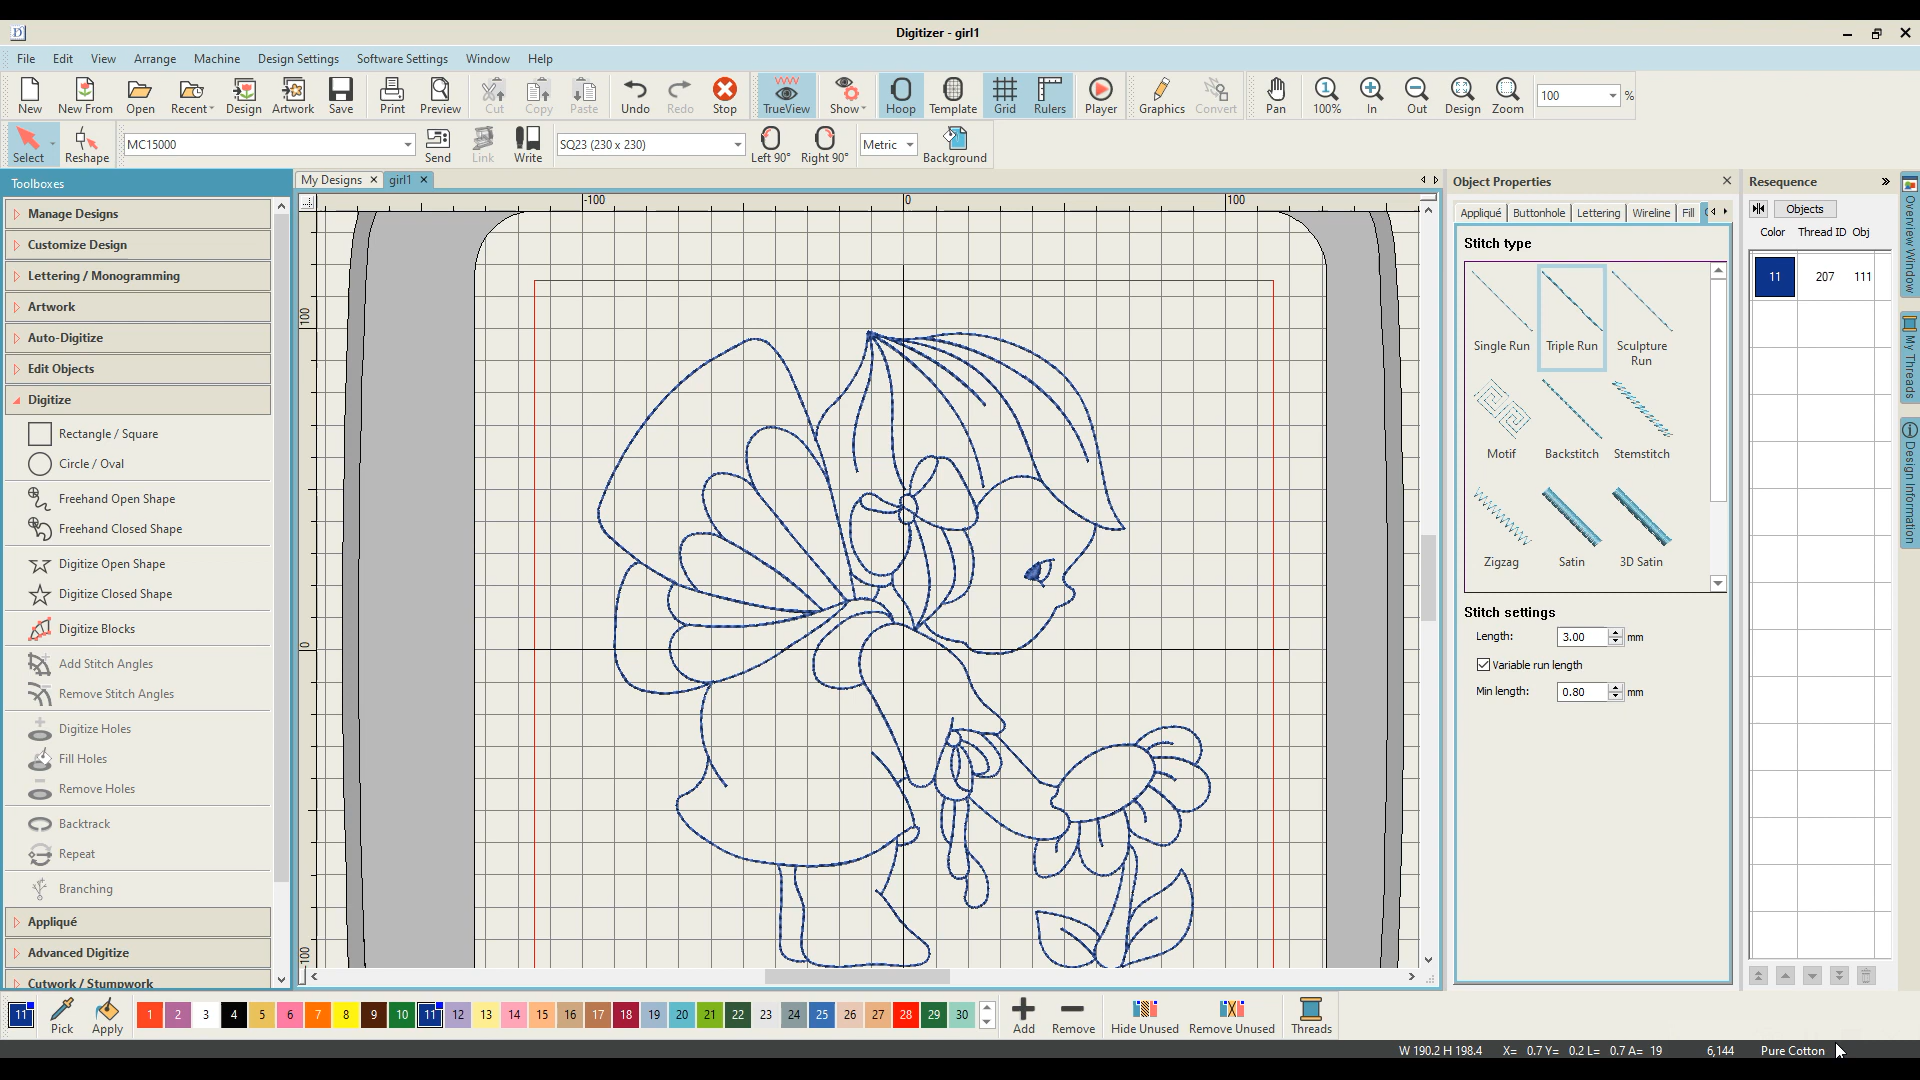 Digitizer - girl1
File Edit View Arrange Machine Design Settings Software Settings Window Help
New New From Open Recent Design Artwork Save Print Preview Cut Copy Paste Undo Redo Stop TrueView Show Hoop Template Grid Rulers Player Graphics Convert Pan 100% In Out Design Zoom 100 %
Select Reshape MC15000 Send Link Write SQ23 (230 x 230) Left 90° Right 90° Metric Background
Toolboxes
Manage Designs
Customize Design
Lettering / Monogramming
Artwork
Auto-Digitize
Edit Objects
Digitize
Rectangle / Square
Circle / Oval
Freehand Open Shape
Freehand Closed Shape
Digitize Open Shape
Digitize Closed Shape
Digitize Blocks
Add Stitch Angles
Remove Stitch Angles
Digitize Holes
Fill Holes
Remove Holes
Backtrack
Repeat
Branching
Appliqué
Advanced Digitize
Cutwork / Stumpwork
My Designs girl1
-100 0 100
100
0
-100
Object Properties
Appliqué Buttonhole Lettering Wireline Fill
Stitch type
Single Run Triple Run Sculpture Run
Motif Backstitch Stemstitch
Zigzag Satin 3D Satin
Stitch settings
Length: 3.00 mm
Variable run length
Min length: 0.80 mm
Resequence
Objects
Color Thread ID Obj
11 207 111
Overview Window
My Threads
Design Information
11 Pick Apply 1 2 3 4 5 6 7 8 9 10 11 12 13 14 15 16 17 18 19 20 21 22 23 24 25 26 27 28 29 30 Add Remove Hide Unused Remove Unused Threads
W 190.2 H 198.4 X= 0.7 Y= 0.2 L= 0.7 A= 19 6,144 Pure Cotton